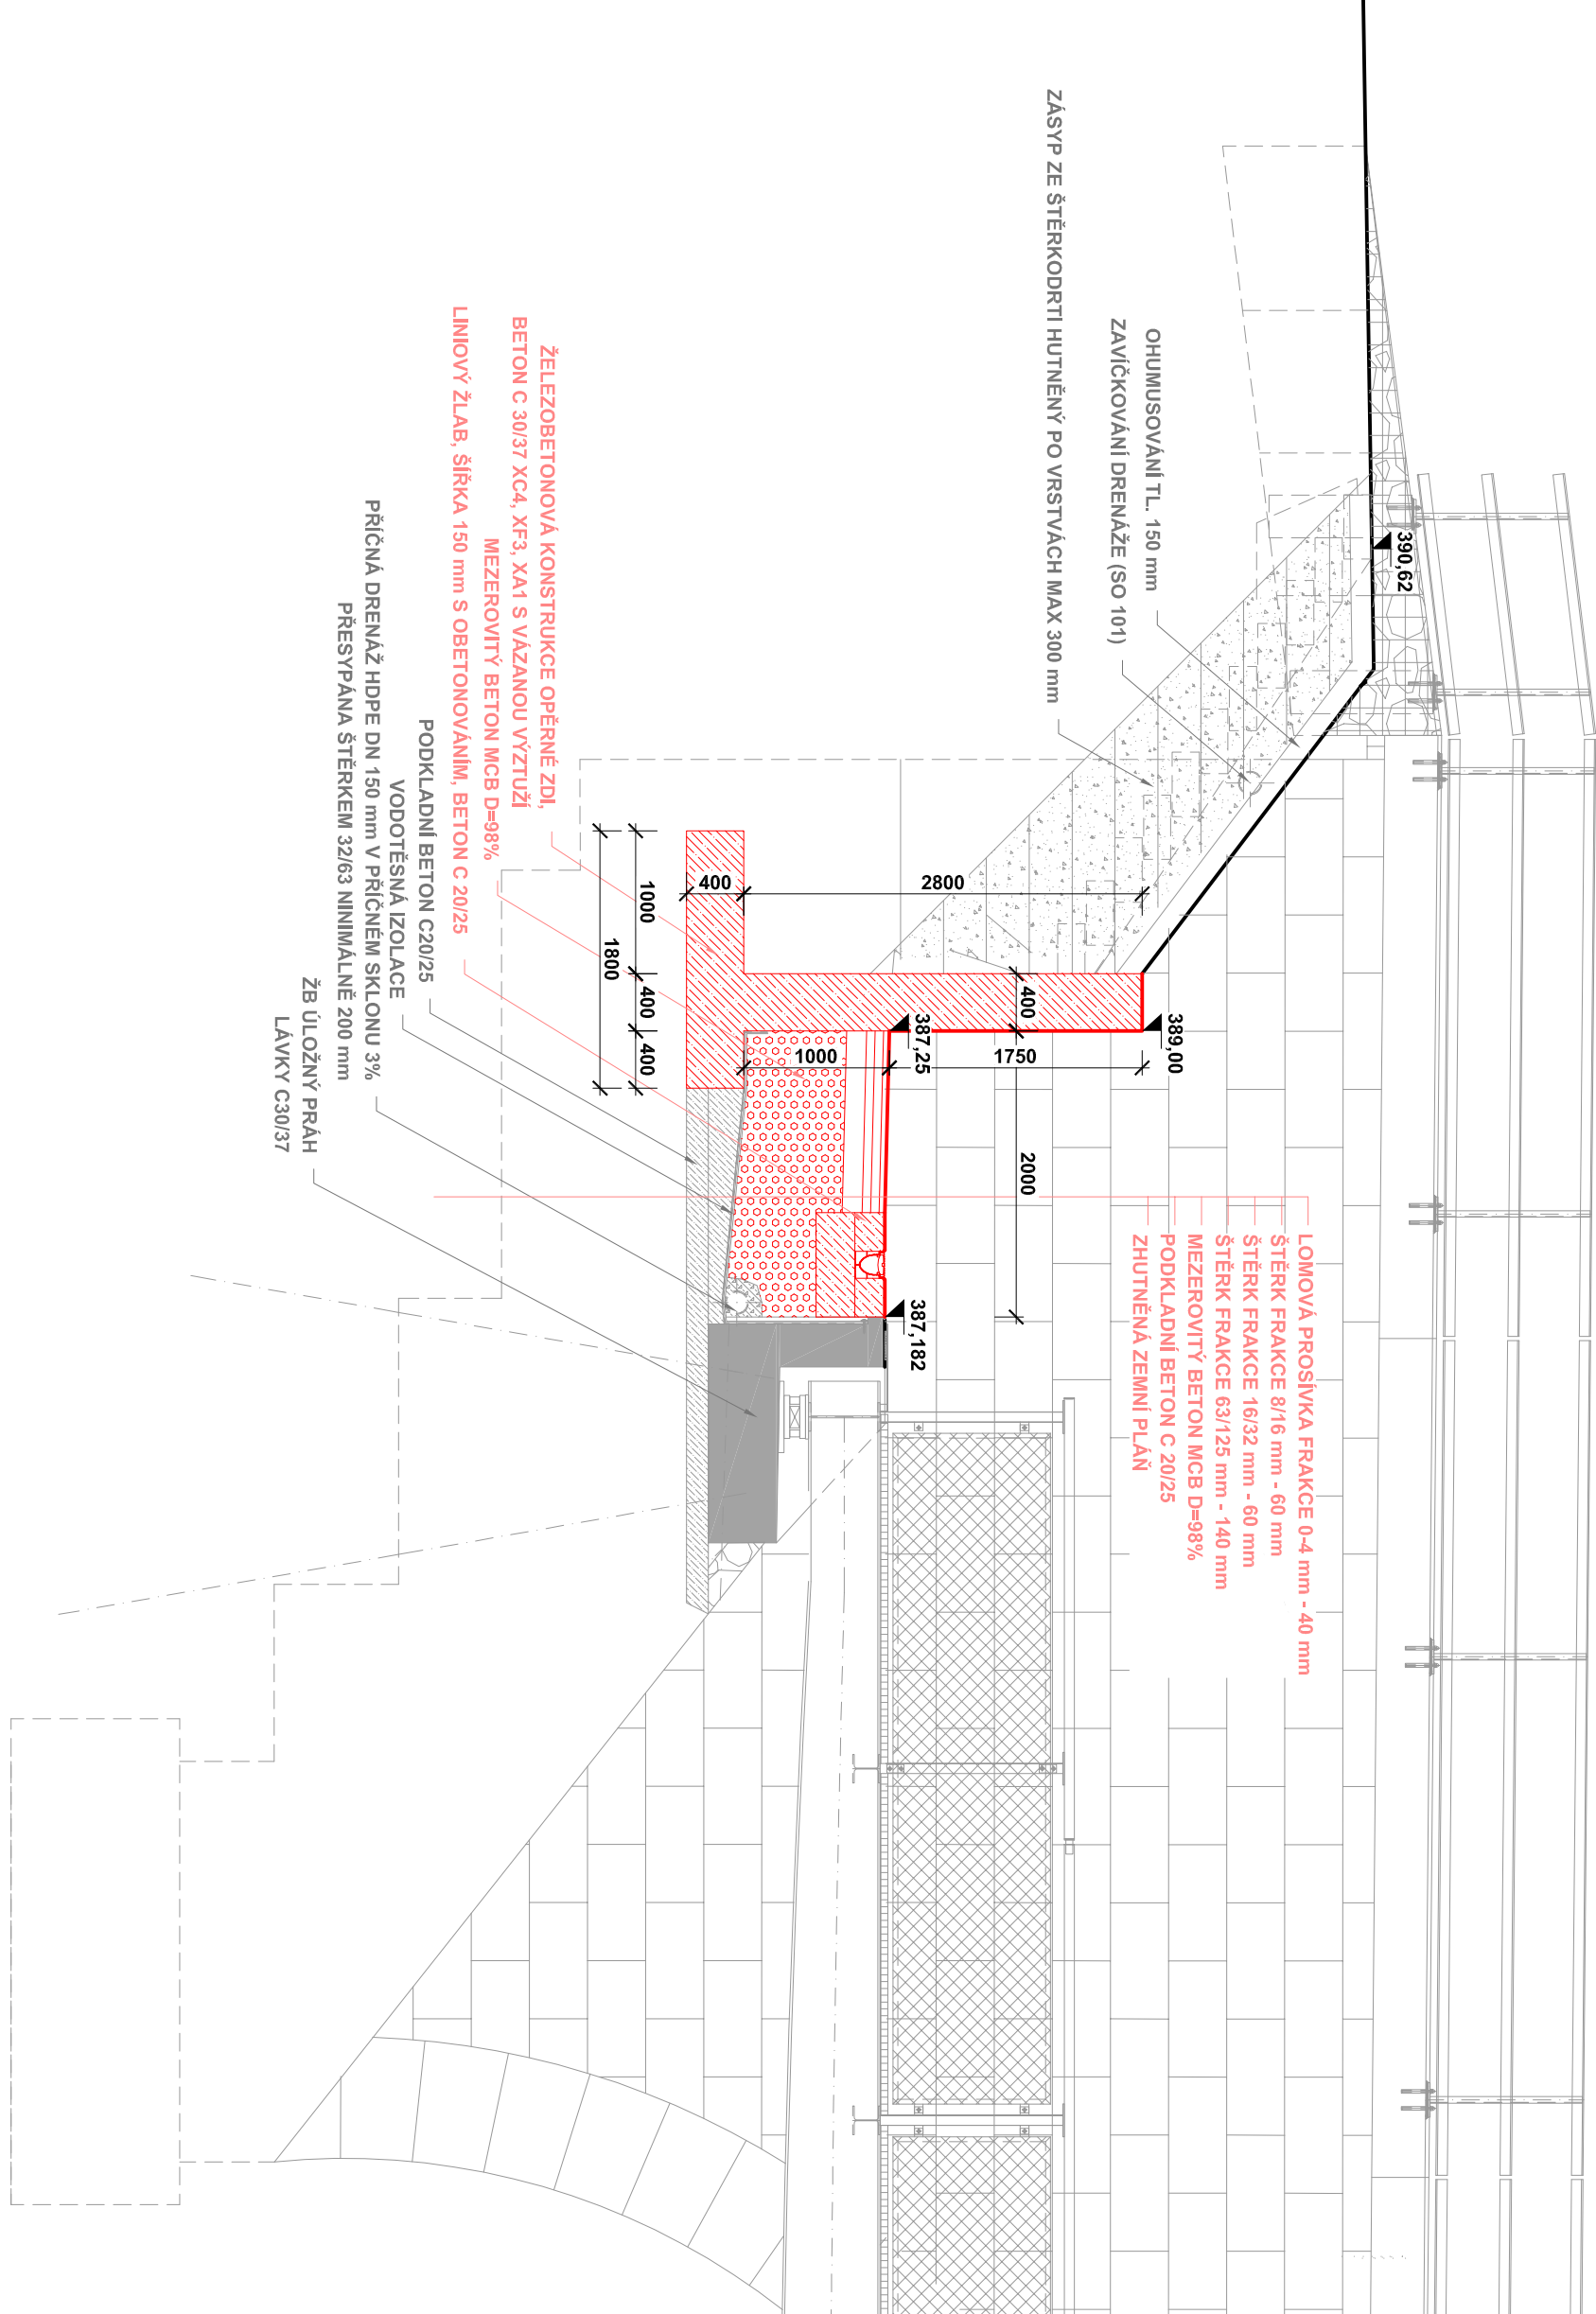 390,62
OHUMUSOVÁNÍ TL. 150 mm
ZAVÍČKOVÁNÍ DRENÁŽE (SO 101)
ZÁSYP ZE ŠTĚRKODRTI HUTNĚNÝ PO VRSTVÁCH MAX 300 mm
389,00
387,25
387,182
2800
400
400
1750
1000
2000
1000
400
400
1800
LOMOVÁ PROSÍVKA FRAKCE 0-4 mm - 40 mm
ŠTĚRK FRAKCE 8/16 mm - 60 mm
ŠTĚRK FRAKCE 16/32 mm - 60 mm
ŠTĚRK FRAKCE 63/125 mm - 140 mm
MEZEROVITÝ BETON MCB D=98%
PODKLADNÍ BETON C 20/25
ZHUTNĚNÁ ZEMNÍ PLÁŇ
ŽELEZOBETONOVÁ KONSTRUKCE OPĚRNÉ ZDI,
BETON C 30/37 XC4, XF3, XA1 S VÁZANOU VÝZTUŽÍ
MEZEROVITÝ BETON MCB D=98%
LINIOVÝ ŽLAB, ŠÍŘKA 150 mm S OBETONOVÁNÍM, BETON C 20/25
PODKLADNÍ BETON C20/25
VODOTĚSNÁ IZOLACE
PŘÍČNÁ DRENÁŽ HDPE DN 150 mm V PŘÍČNÉM SKLONU 3%
PŘESYPÁNA ŠTĚRKEM 32/63 NINIMÁLNĚ 200 mm
ŽB ÚLOŽNÝ PRÁH
LÁVKY C30/37